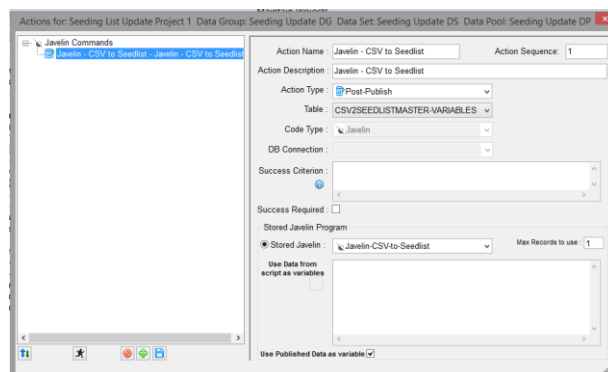 Actions for: Seeding List Update Project 1 Data Group: Seeding Update DG Data Set: Seeding Update DS Data Pool: Seeding Update DP
Javelin Commands
Javelin - CSV to Seedlist - Javelin - CSV to Seedlist
Action Name : Javelin - CSV to Seedlist Action Sequence: 1
Action Description : Javelin - CSV to Seedlist
Action Type : Post-Publish
Table : CSV2SEEDLISTMASTER-VARIABLES
Code Type : Javelin
DB Connection :
Success Criterion :
Success Required :
Stored Javelin Program
Stored Javelin : Javelin-CSV-to-Seedlist Max Records to use : 1
Use Data from
script as variables
Use Published Data as variable